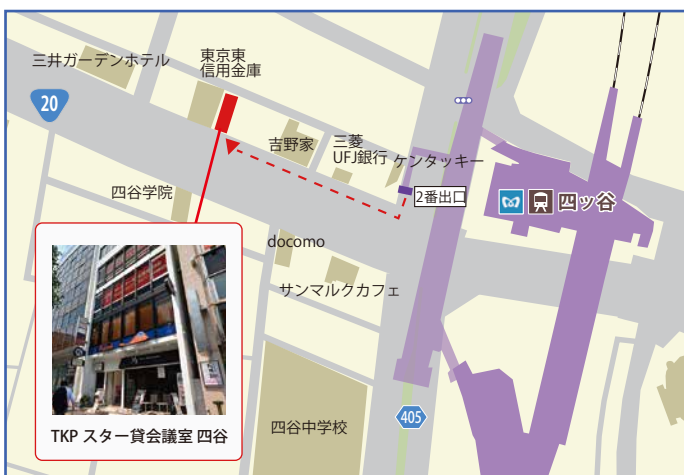 三井ガーデンホテル
東京東
信用金庫
20
吉野家
三菱
UFJ銀行
ケンタッキー
2番出口
四ッ谷
四谷学院
docomo
サンマルクカフェ
405
四谷中学校
TKP スター貸会議室 四谷